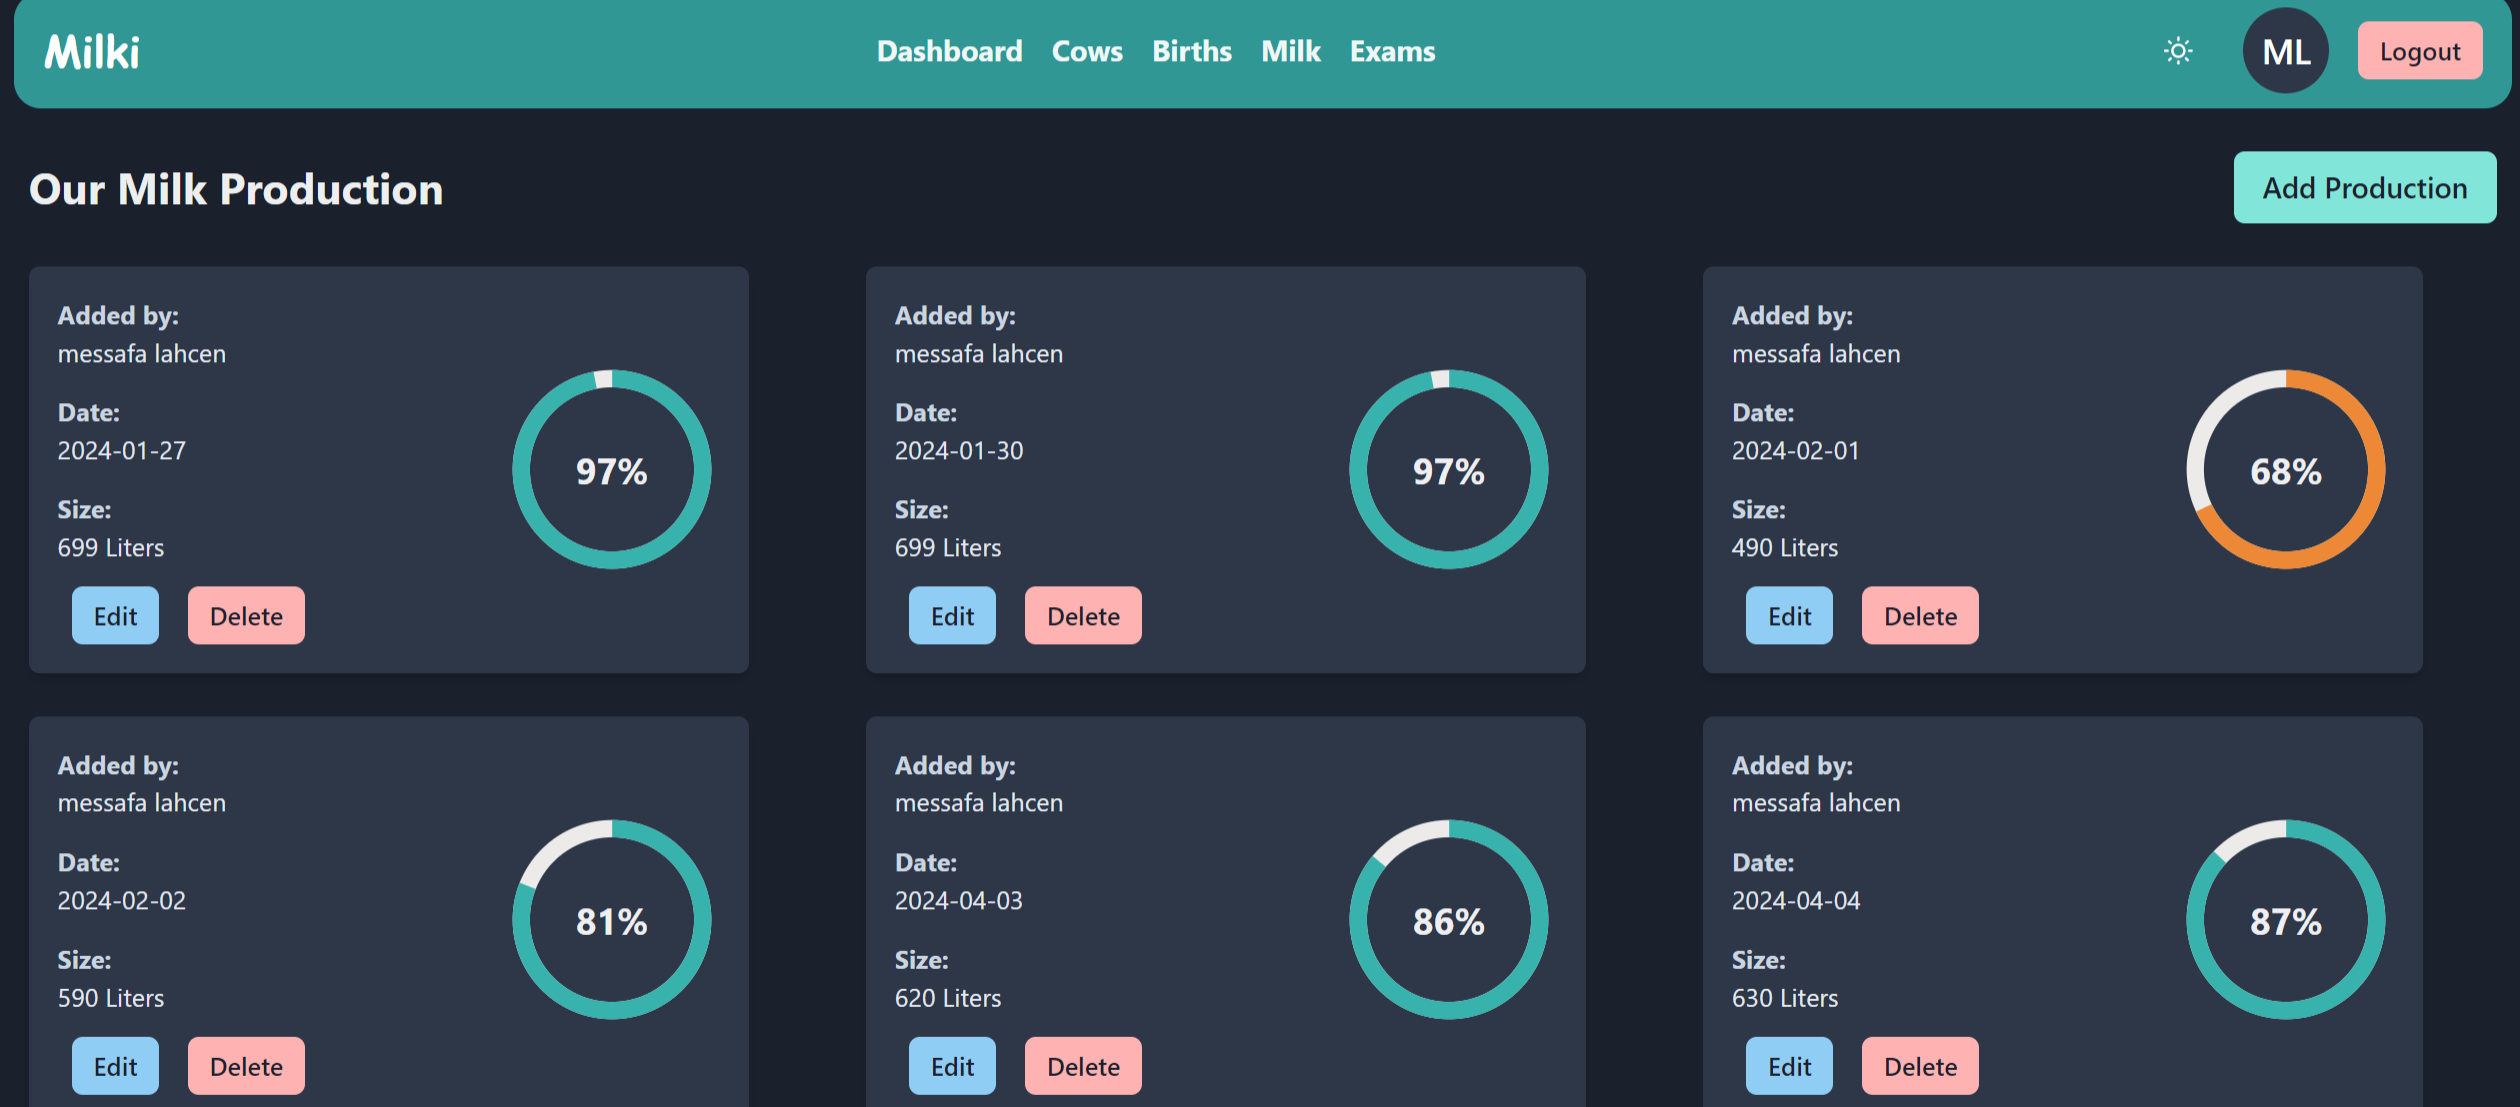 Milki
Dashboard Cows Births Milk Exams
ML
Logout
Our Milk Production
Add Production
Added by:
messafa lahcen
Date:
2024-01-27
Size:
699 Liters
97%
Edit Delete
Added by:
messafa lahcen
Date:
2024-01-30
Size:
699 Liters
97%
Edit Delete
Added by:
messafa lahcen
Date:
2024-02-01
Size:
490 Liters
68%
Edit Delete
Added by:
messafa lahcen
Date:
2024-02-02
Size:
590 Liters
81%
Edit Delete
Added by:
messafa lahcen
Date:
2024-04-03
Size:
620 Liters
86%
Edit Delete
Added by:
messafa lahcen
Date:
2024-04-04
Size:
630 Liters
87%
Edit Delete